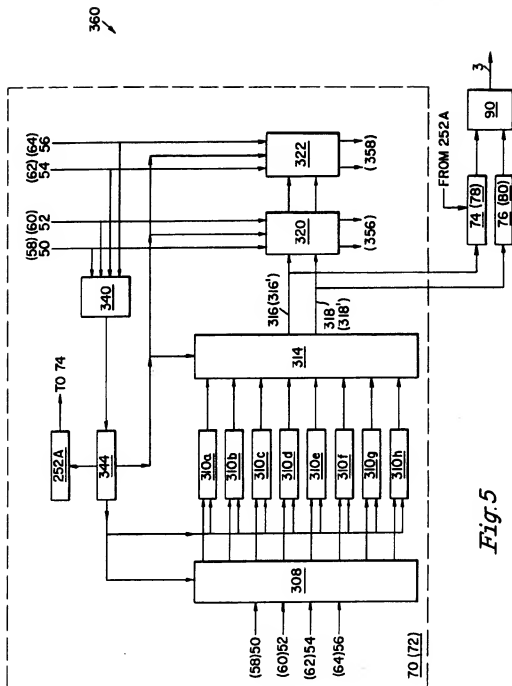 360
(58) 50
(60) 52
(62) 54
(64) 56
340
TO 74
252A
344
320
322
(356)
(358)
FROM 252A
316 (316')
318
(318')
74 (78)
76 (80)
90
3
308
310a
310b
310c
310d
310e
310f
310g
310h
314
(58)50
(60)52
(62)54
(64)56
70 (72)
Fig. 5